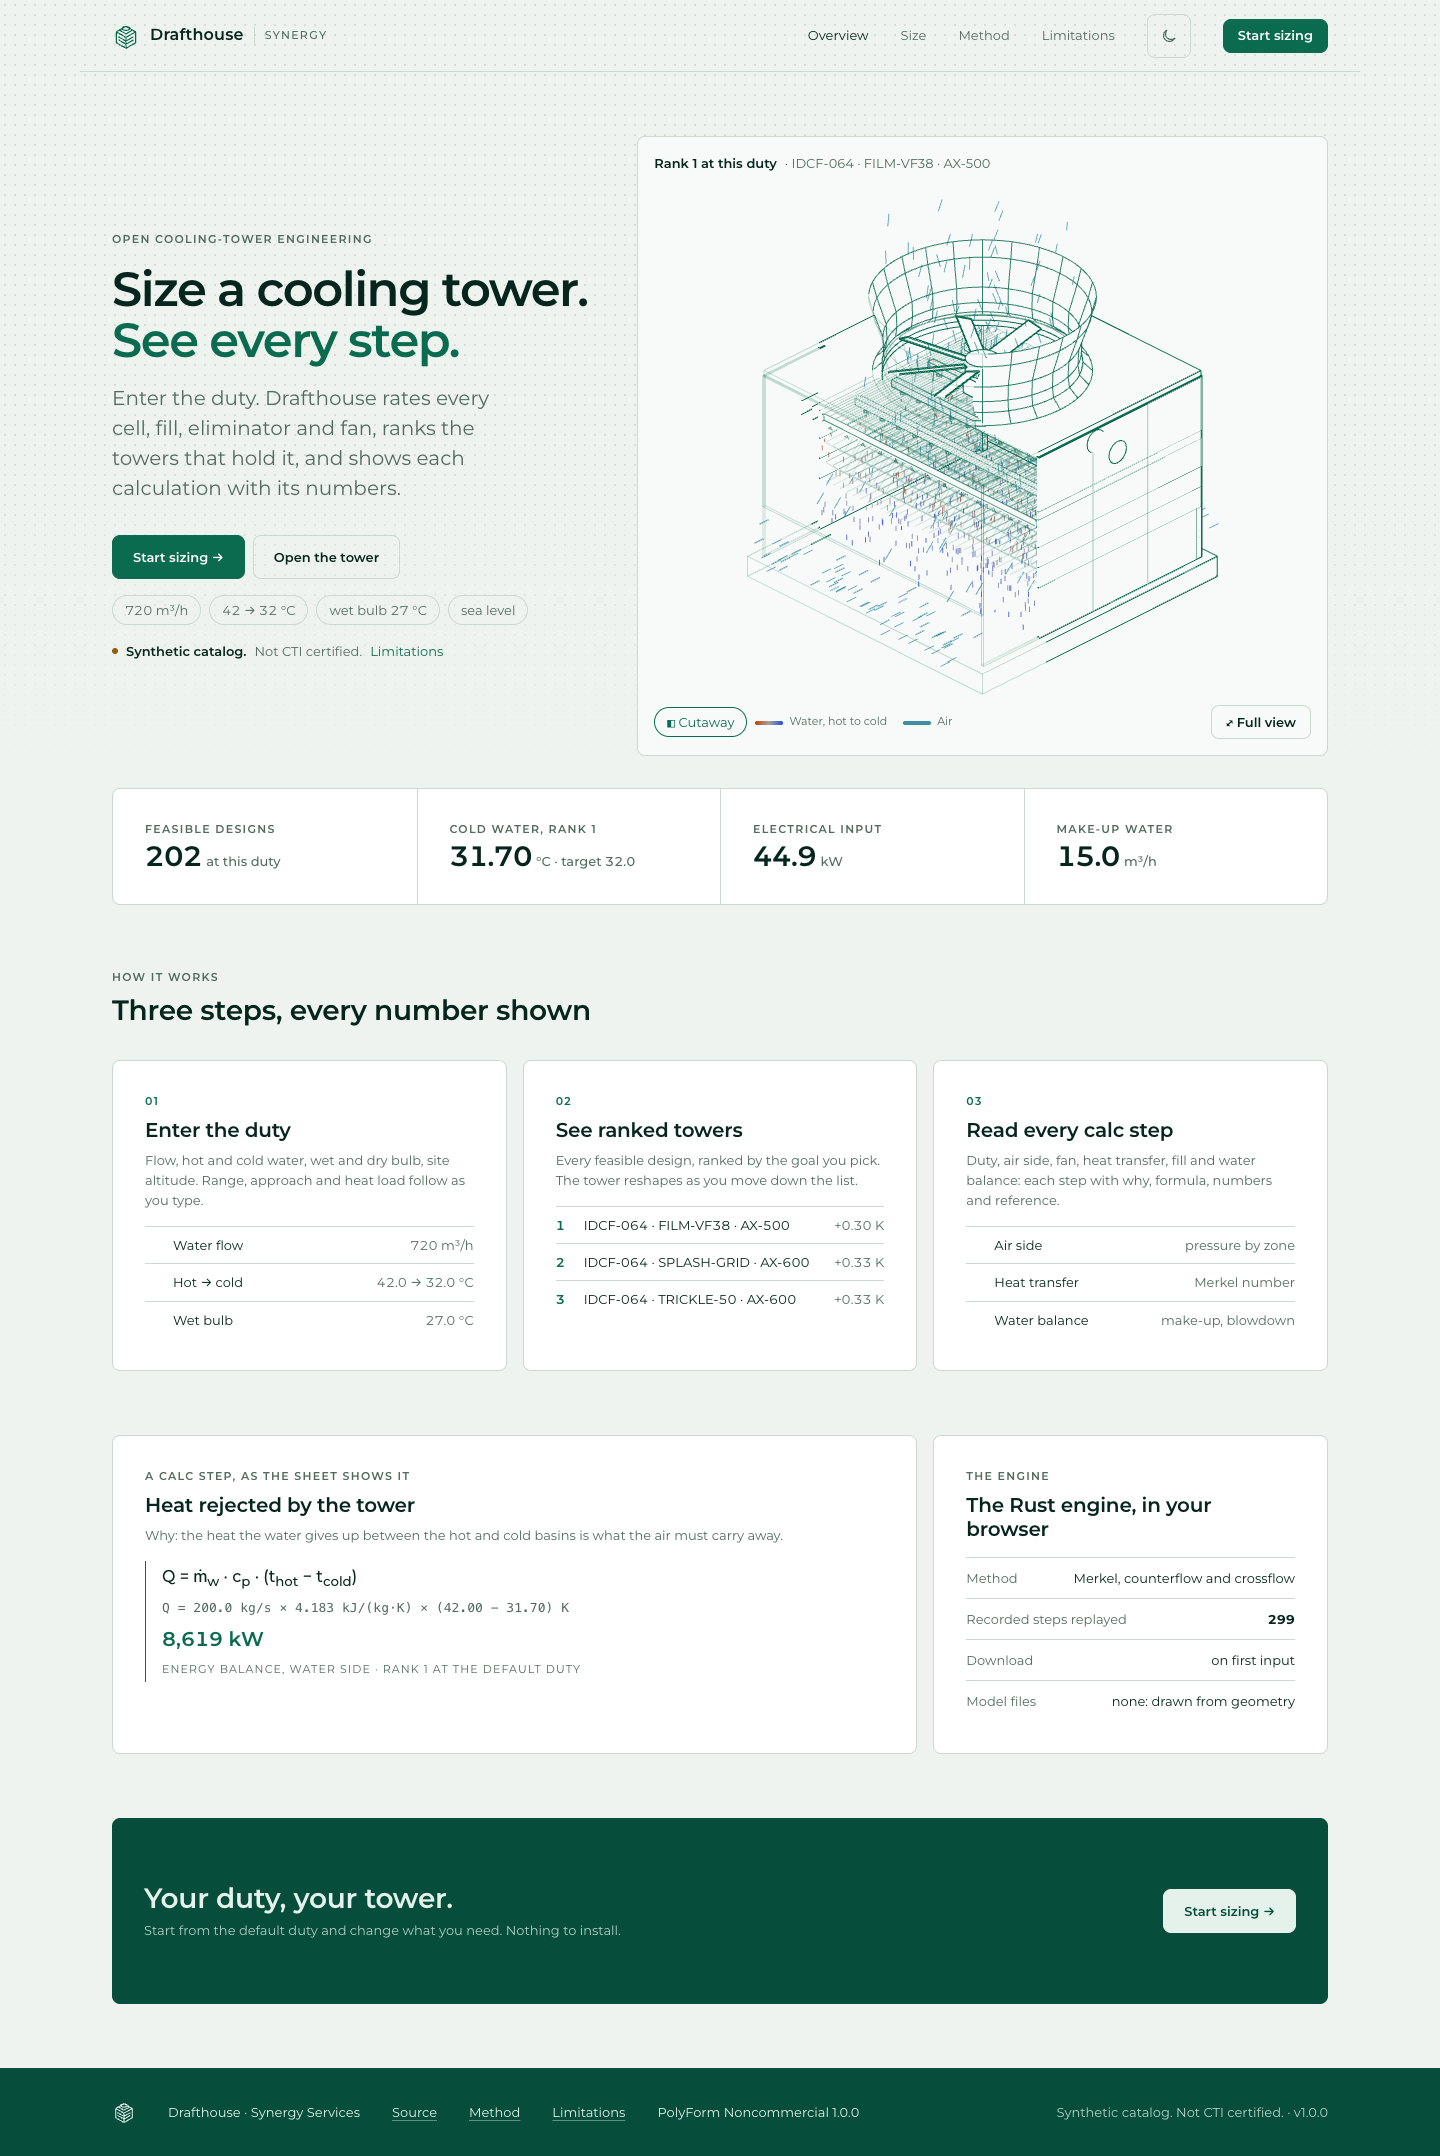 Drafthouse SYNERGY Overview Size Method Limitations Start sizing
Rank 1 at this duty · IDCF-064 · FILM-VF38 · AX-500
OPEN COOLING-TOWER ENGINEERING
Size a cooling tower.
See every step.
Enter the duty. Drafthouse rates every
cell, fill, eliminator and fan, ranks the
towers that hold it, and shows each
calculation with its numbers.
Start sizing → Open the tower
720 m³/h 42 → 32 °C wet bulb 27 °C sea level
Synthetic catalog. Not CTI certified. Limitations
Cutaway Water, hot to cold Air Full view
FEASIBLE DESIGNS
202 at this duty
COLD WATER, RANK 1
31.70 °C · target 32.0
ELECTRICAL INPUT
44.9 kW
MAKE-UP WATER
15.0 m³/h
HOW IT WORKS
Three steps, every number shown
01
Enter the duty
Flow, hot and cold water, wet and dry bulb, site
altitude. Range, approach and heat load follow as
you type.
Water flow 720 m³/h
Hot → cold 42.0 → 32.0 °C
Wet bulb 27.0 °C
02
See ranked towers
Every feasible design, ranked by the goal you pick.
The tower reshapes as you move down the list.
1 IDCF-064 · FILM-VF38 · AX-500 +0.30 K
2 IDCF-064 · SPLASH-GRID · AX-600 +0.33 K
3 IDCF-064 · TRICKLE-50 · AX-600 +0.33 K
03
Read every calc step
Duty, air side, fan, heat transfer, fill and water
balance: each step with why, formula, numbers
and reference.
Air side pressure by zone
Heat transfer Merkel number
Water balance make-up, blowdown
A CALC STEP, AS THE SHEET SHOWS IT
Heat rejected by the tower
Why: the heat the water gives up between the hot and cold basins is what the air must carry away.
Q = ṁw · cp · (thot − tcold)
Q = 200.0 kg/s × 4.183 kJ/(kg·K) × (42.00 − 31.70) K
8,619 kW
ENERGY BALANCE, WATER SIDE · RANK 1 AT THE DEFAULT DUTY
THE ENGINE
The Rust engine, in your
browser
Method Merkel, counterflow and crossflow
Recorded steps replayed 299
Download on first input
Model files none: drawn from geometry
Your duty, your tower.
Start from the default duty and change what you need. Nothing to install.
Start sizing →
Drafthouse · Synergy Services Source Method Limitations PolyForm Noncommercial 1.0.0 Synthetic catalog. Not CTI certified. · v1.0.0